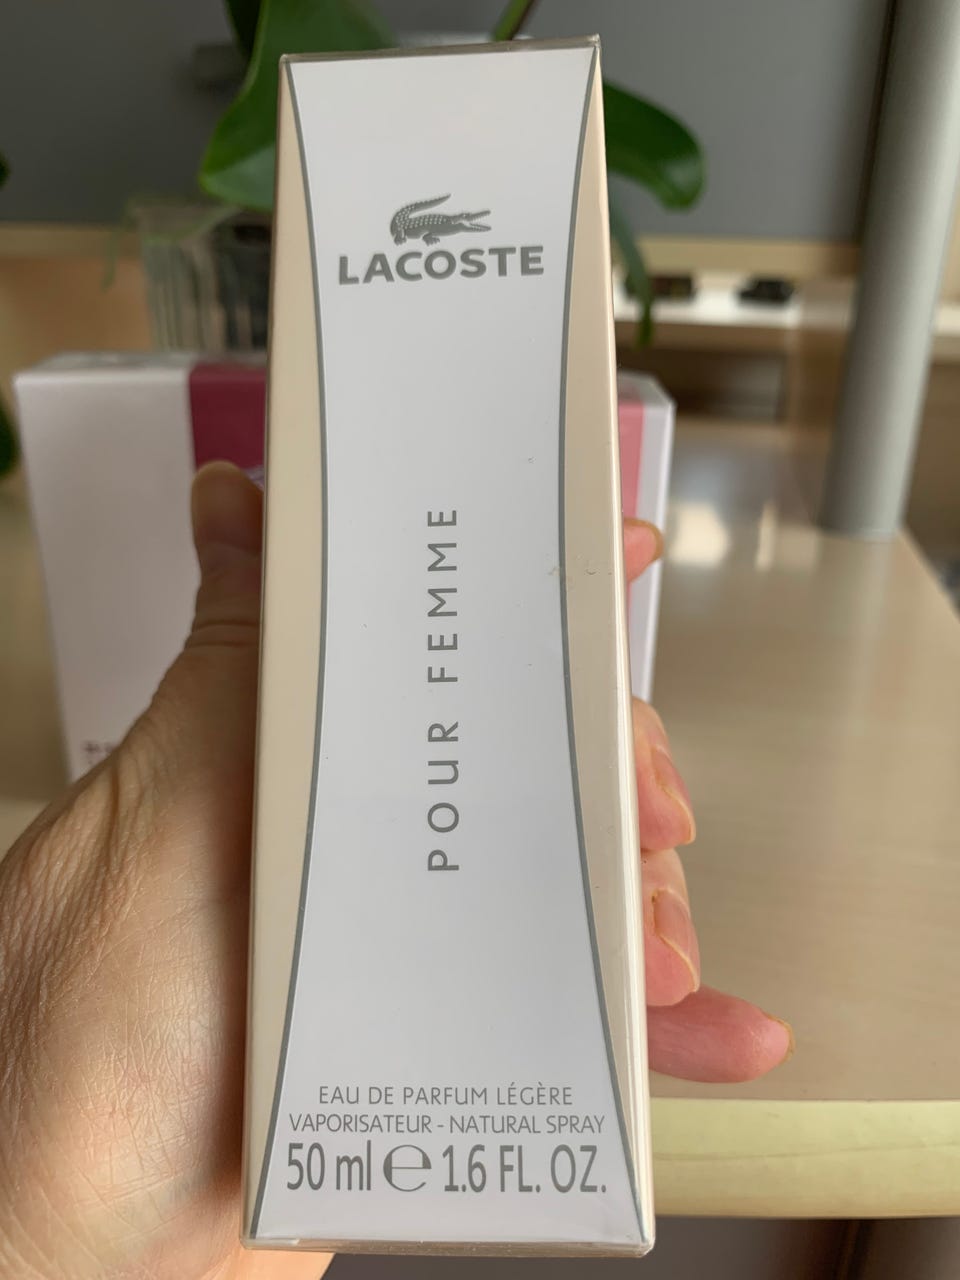 LACOSTE
POUR FEMME
EAU DE PARFUM LÉGÈRE
VAPORISATEUR - NATURAL SPRAY
50 ml ℮ 1.6 FL. OZ.